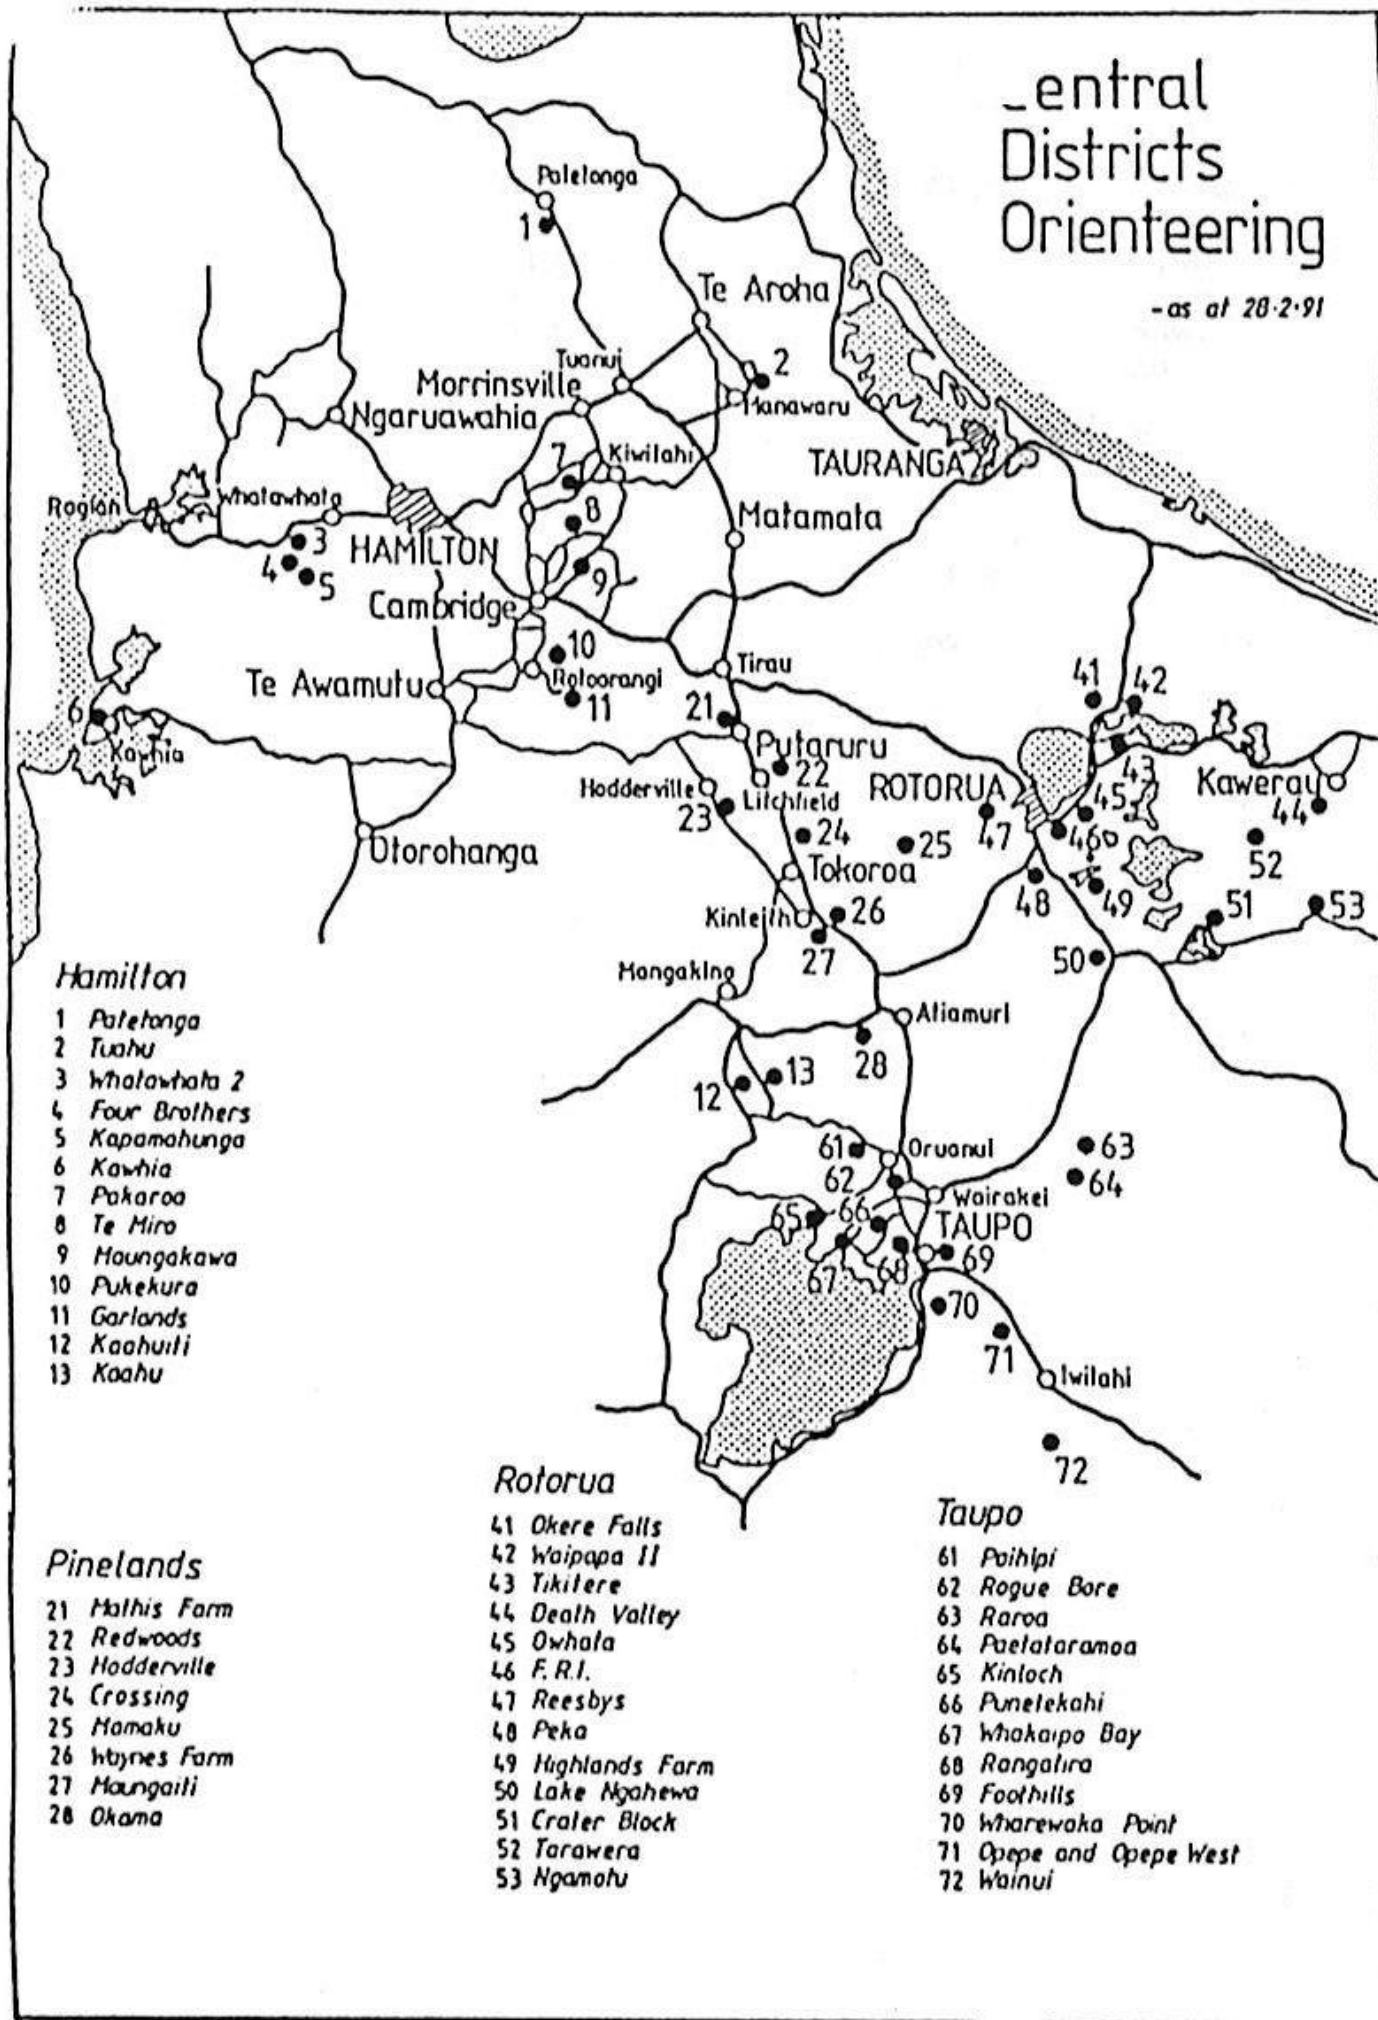 entral
Districts
Orienteering
-as at 28·2·91
Patetonga
1
Te Aroha
2
Manawaru
Tuanui
Morrinsville
Ngaruawahia
Kiwitahi
7
TAURANGA
Raglan
Whatawhata
8
Matamata
3
HAMILTON
4
5
9
Cambridge
10
Tirau
Te Awamutu
Rotoorangi
11
21
41
42
6
Kawhia
Putaruru
22
43
Hodderville
Litchfield
ROTORUA
Kawerau
23
45
44
47
46
24
25
52
Otorohanga
Tokoroa
48
49
51
53
Kinleith
26
27
50
Mangakino
Atiamuri
28
12
13
61
Oruanui
63
62
64
Wairakei
65
66
TAUPO
67
68
69
70
71
Iwitahi
72
Hamilton
1 Patetonga
2 Tuahu
3 Whatawhata 2
4 Four Brothers
5 Kapamahunga
6 Kawhia
7 Pakaroa
8 Te Miro
9 Maungakawa
10 Pukekura
11 Garlands
12 Kaahuiti
13 Kaahu
Pinelands
21 Mathis Farm
22 Redwoods
23 Hodderville
24 Crossing
25 Mamaku
26 Waynes Farm
27 Maungaiti
28 Okama
Rotorua
41 Okere Falls
42 Waipapa II
43 Tikitere
44 Death Valley
45 Owhata
46 F.R.I.
47 Reesbys
48 Peka
49 Highlands Farm
50 Lake Ngahewa
51 Crater Block
52 Tarawera
53 Ngamotu
Taupo
61 Poihipi
62 Rogue Bore
63 Raroa
64 Paetataramoa
65 Kinloch
66 Punetekahi
67 Whakaipo Bay
68 Rangatira
69 Foothills
70 Wharewaka Point
71 Opepe and Opepe West
72 Wainui